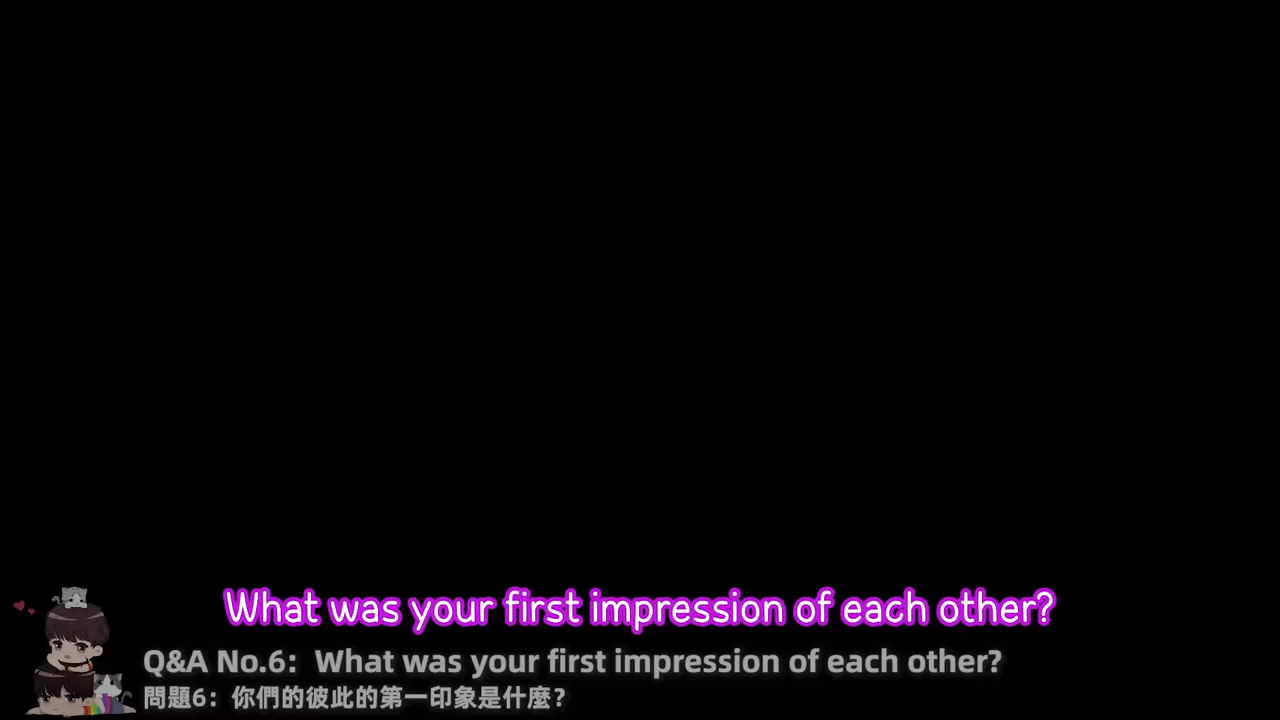 What was your first impression of each other?
Q&A No.6：What was your first impression of each other?
問題6：你們的彼此的第一印象是什麼？